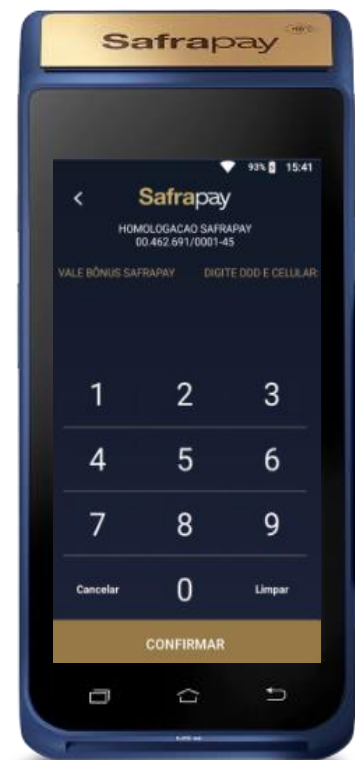 Safrapay
93% 15:41
Safrapay
HOMOLOGACAO SAFRAPAY
00.462.691/0001-45
VALE BÔNUS SAFRAPAY DIGITE DDD E CELULAR:
1 2 3
4 5 6
7 8 9
Cancelar 0 Limpar
CONFIRMAR